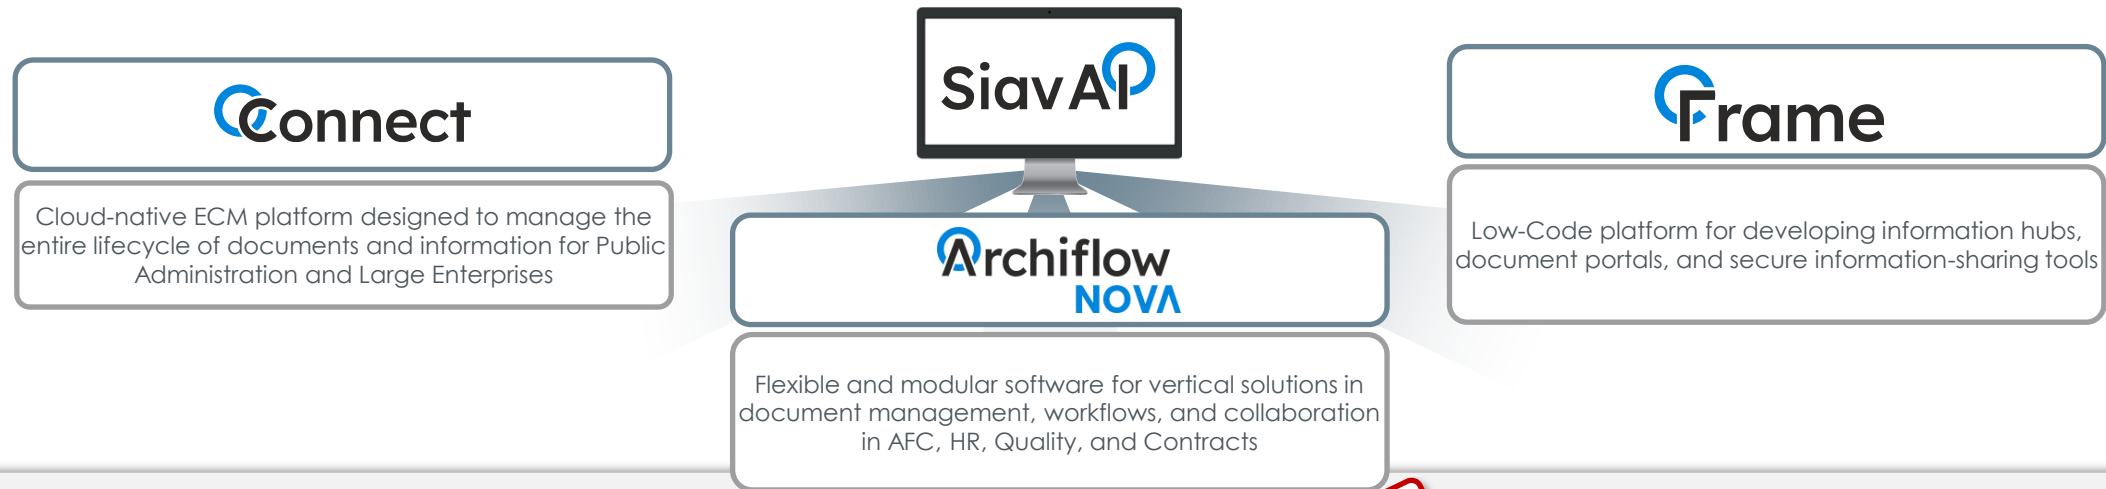 Connect
Cloud-native ECM platform designed to manage the
entire lifecycle of documents and information for Public
Administration and Large Enterprises
Siav AI
Archiflow
NOVA
Flexible and modular software for vertical solutions in
document management, workflows, and collaboration
in AFC, HR, Quality, and Contracts
Frame
Low-Code platform for developing information hubs,
document portals, and secure information-sharing tools